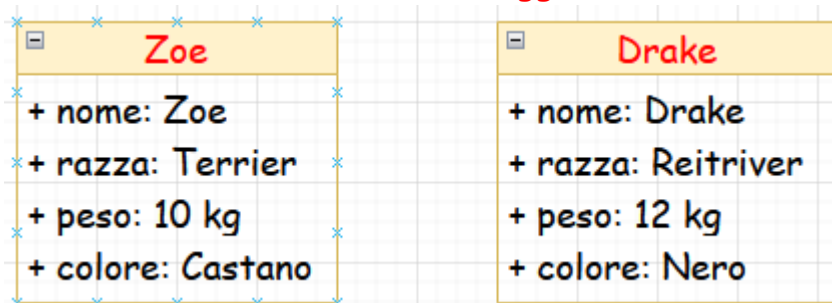 Zoe
+ nome: Zoe
+ razza: Terrier
+ peso: 10 kg
+ colore: Castano
Drake
+ nome: Drake
+ razza: Reitriver
+ peso: 12 kg
+ colore: Nero